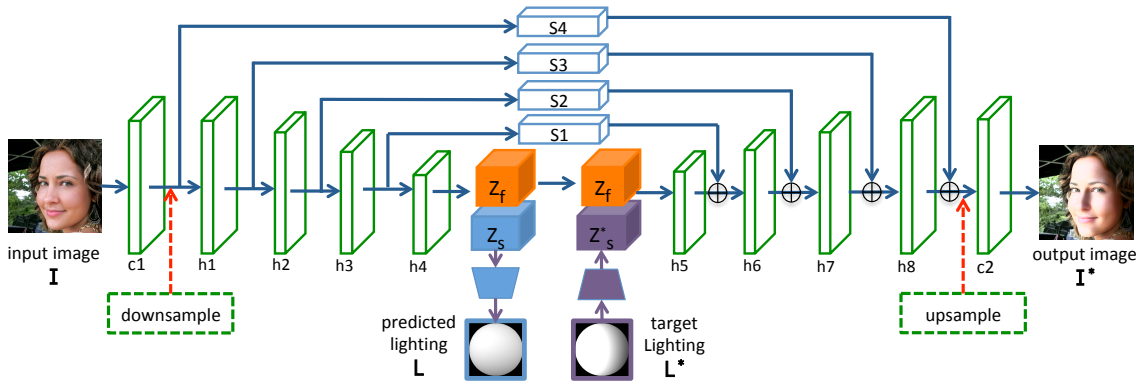 S4
S3
S2
S1
input image
I
c1
h1
h2
h3
h4
Z_f
Z_s
Z_f
Z*_s
h5
h6
h7
h8
c2
output image
I*
downsample
upsample
predicted
lighting
L
target
Lighting
L*